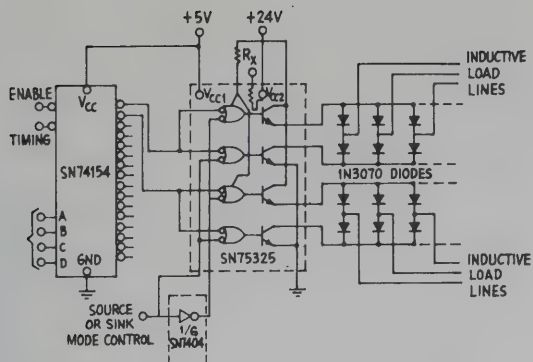 +5V
+24V
RX
VCC1
VCC2
INDUCTIVE
LOAD
LINES
ENABLE
VCC
TIMING
SN74154
1N3070 DIODES
A
B
C
D
GND
SN75325
SOURCE
OR SINK
MODE CONTROL
1/6
SN7404
INDUCTIVE
LOAD
LINES